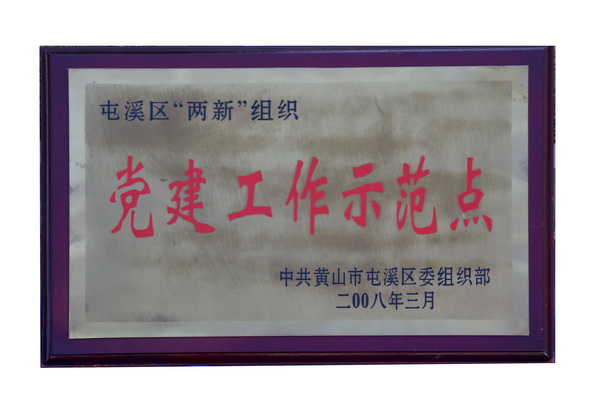 屯溪区“两新”组织
党建工作示范点
中共黄山市屯溪区委组织部
二00八年三月